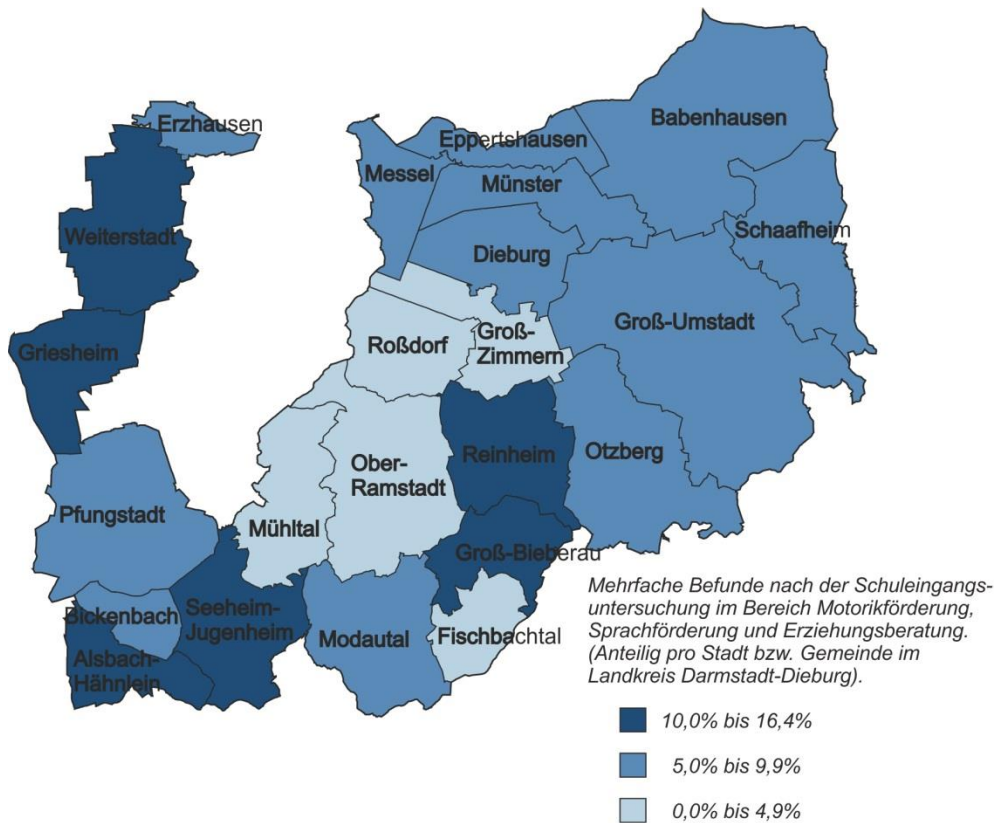 Erzhausen
Babenhausen
Eppertshausen
Messel
Münster
Schaafheim
Weiterstadt
Dieburg
Groß-Umstadt
Griesheim
Roßdorf
Groß-
Zimmern
Reinheim
Otzberg
Ober-
Ramstadt
Pfungstadt
Mühltal
Groß-Bieberau
Bickenbach
Seeheim-
Jugenheim
Modautal
Fischbachtal
Alsbach-
Hähnlein
Mehrfache Befunde nach der Schuleingangs-
untersuchung im Bereich Motorikförderung,
Sprachförderung und Erziehungsberatung.
(Anteilig pro Stadt bzw. Gemeinde im
Landkreis Darmstadt-Dieburg).
10,0% bis 16,4%
5,0% bis 9,9%
0,0% bis 4,9%